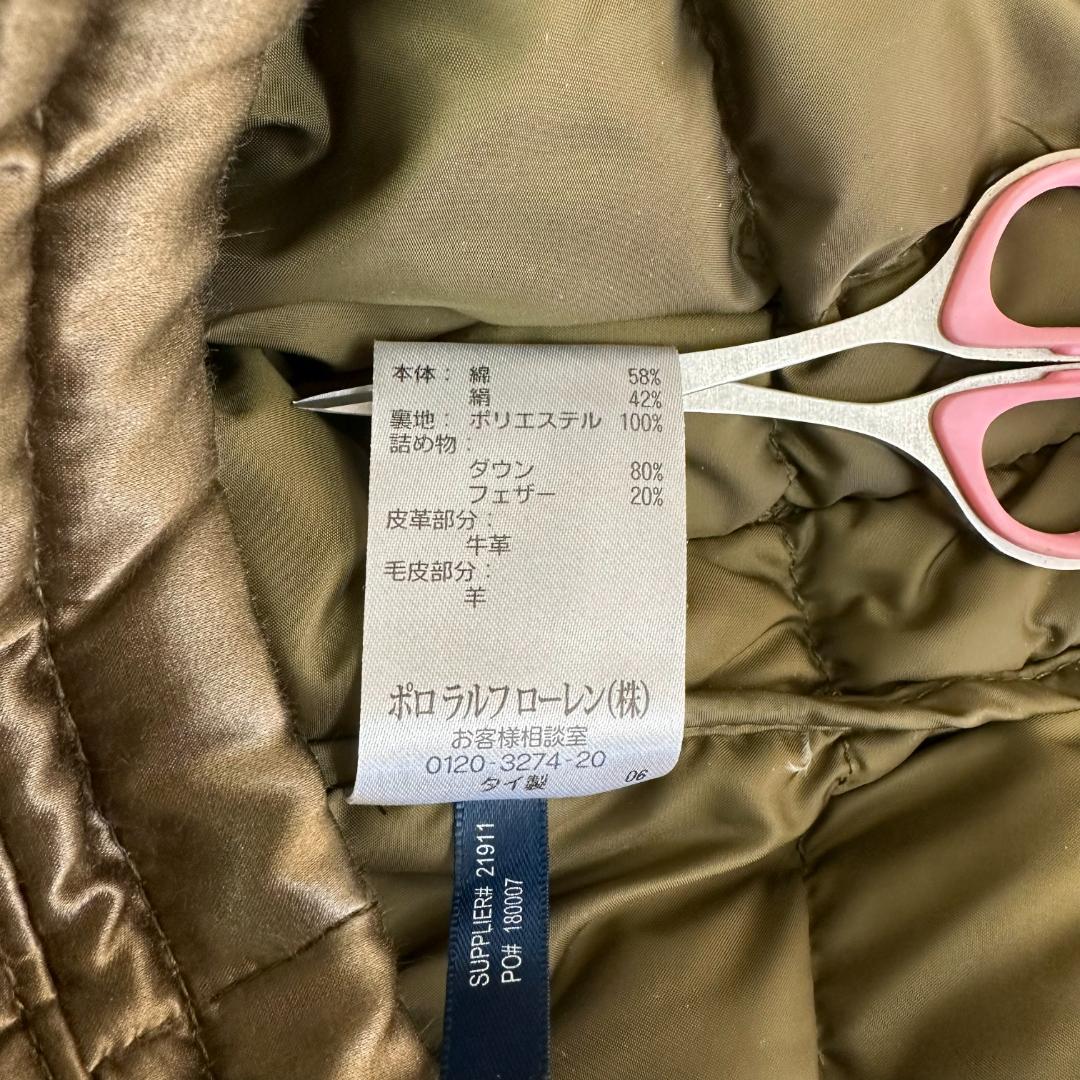 本体： 綿 58%
絹 42%
裏地： ポリエステル 100%
詰め物：
ダウン 80%
フェザー 20%
皮革部分：
牛革
毛皮部分：
羊
ポロ ラルフ ローレン(株)
お客様相談室
0120-3274-20
タイ製 06
SUPPLIER# 21911
PO# 180007